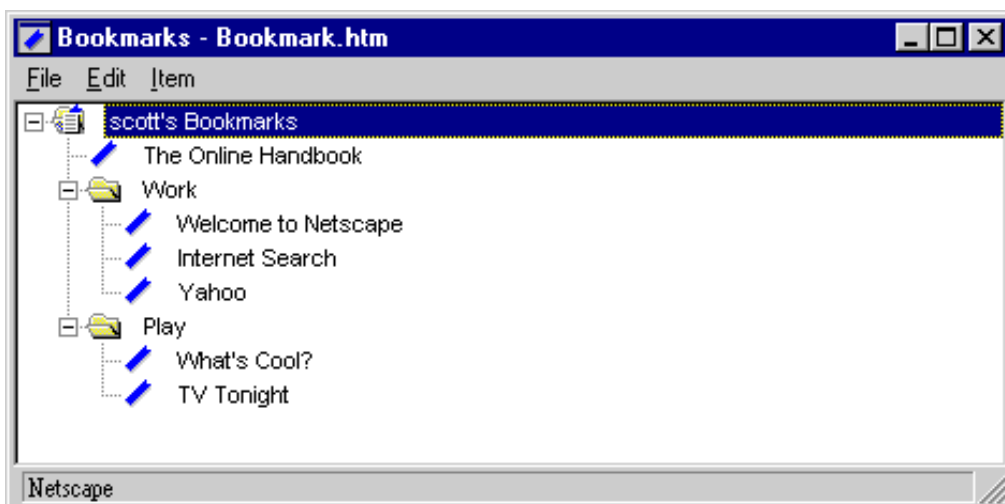 Bookmarks - Bookmark.htm
File Edit Item
scott's Bookmarks
The Online Handbook
Work
Welcome to Netscape
Internet Search
Yahoo
Play
What's Cool?
TV Tonight
Netscape